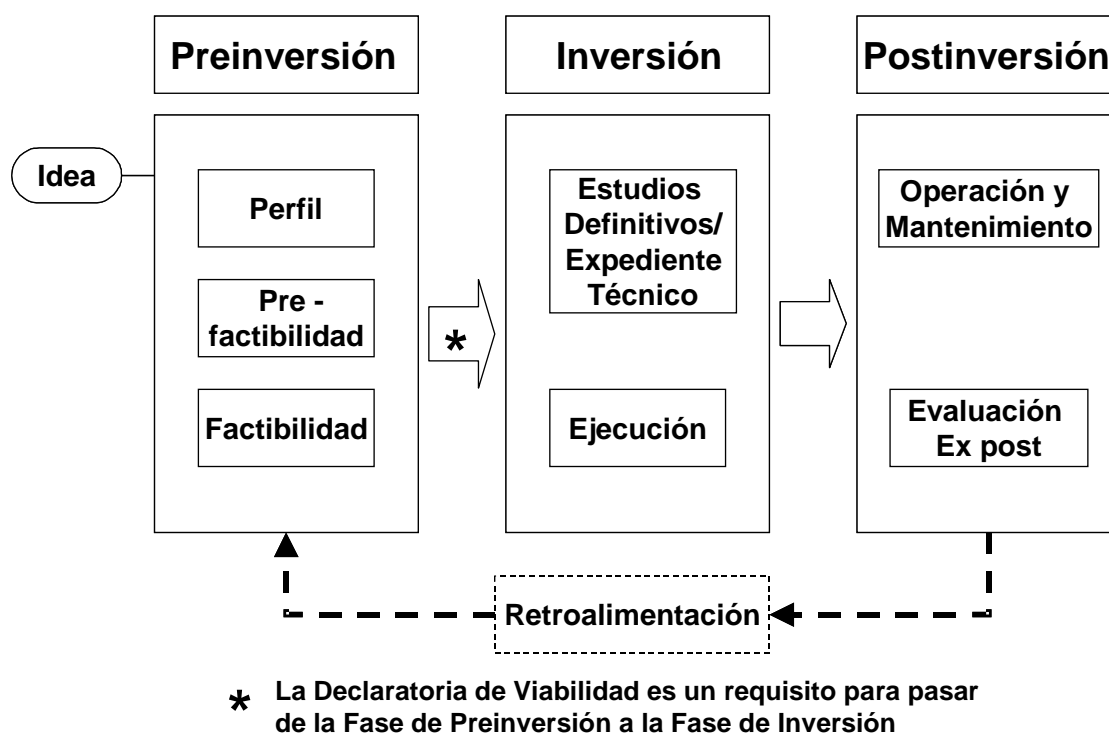 Preinversión
Inversión
Postinversión
Idea
Perfil
Pre -
factibilidad
Factibilidad
*
Estudios
Definitivos/
Expediente
Técnico
Ejecución
Operación y
Mantenimiento
Evaluación
Ex post
Retroalimentación
* La Declaratoria de Viabilidad es un requisito para pasar
de la Fase de Preinversión a la Fase de Inversión